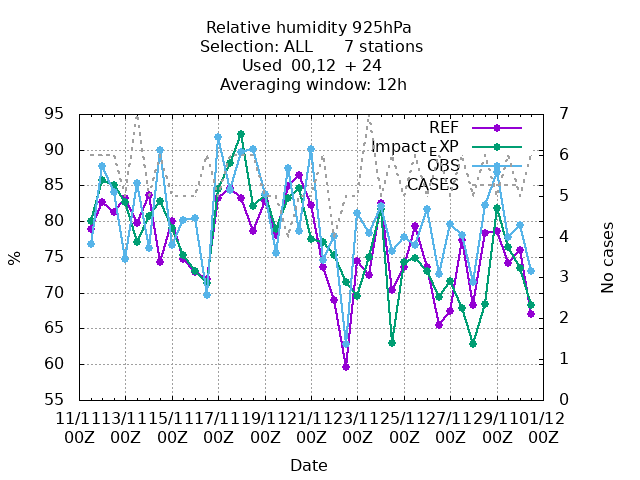 Relative humidity 925hPa
Selection: ALL 7 stations
Used 00,12 + 24
Averaging window: 12h
95 7
REF
Impact_EXP
90 6
OBS
85 CASES 5
80 4
% No cases
75 3
70 2
65 1
60
55 0
11/11 13/11 15/11 17/11 19/11 21/11 23/11 25/11 27/11 29/11 01/12
00Z 00Z 00Z 00Z 00Z 00Z 00Z 00Z 00Z 00Z 00Z
Date